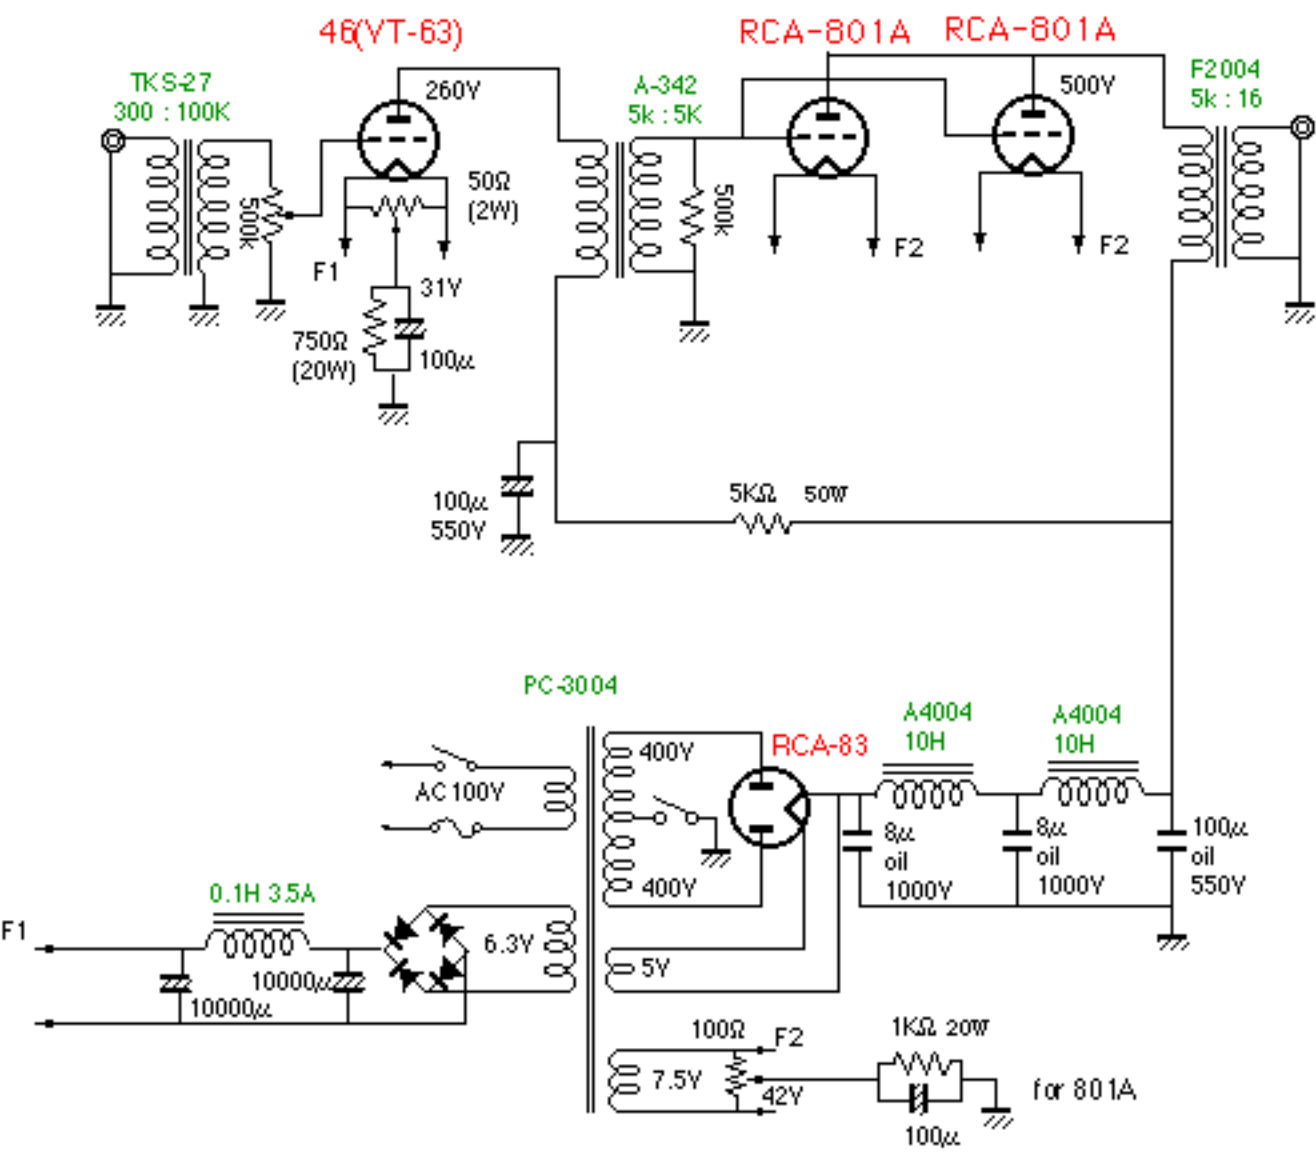 46(VT-63)
RCA-801A
RCA-801A
TKS-27
300 : 100K
260V
A-342
5k : 5K
500V
F2004
5k : 16
50Ω
(2W)
500k
500k
F1
F2
F2
31V
750Ω
(20W)
100μ
100μ
550V
5KΩ 50W
PC-3004
A4004
10H
A4004
10H
400V
RCA-83
AC100V
8μ
oil
1000V
8μ
oil
1000V
100μ
oil
550V
400V
0.1H 3.5A
F1
6.3V
5V
10000μ
10000μ
100Ω
F2
1KΩ 20W
7.5V
42V
for 801A
100μ